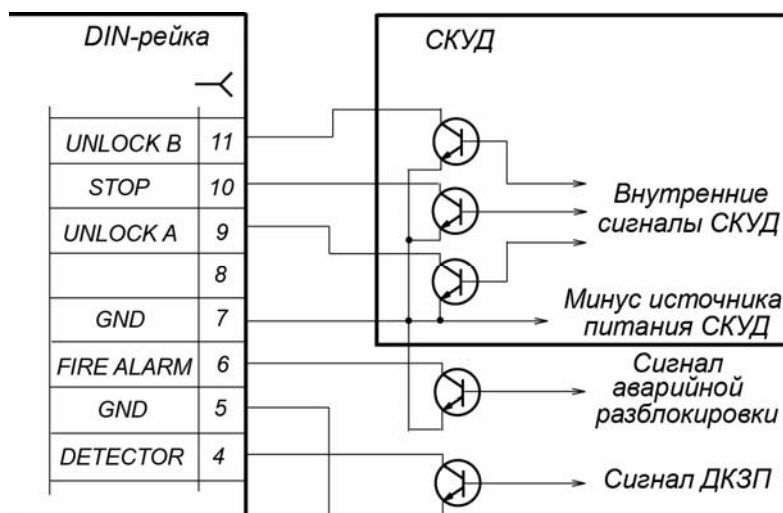 DIN-рейка
UNLOCK B 11
STOP 10
UNLOCK A 9
8
GND 7
FIRE ALARM 6
GND 5
DETECTOR 4
СКУД
Внутренние
сигналы СКУД
Минус источника
питания СКУД
Сигнал
аварийной
разблокировки
Сигнал ДКЗП